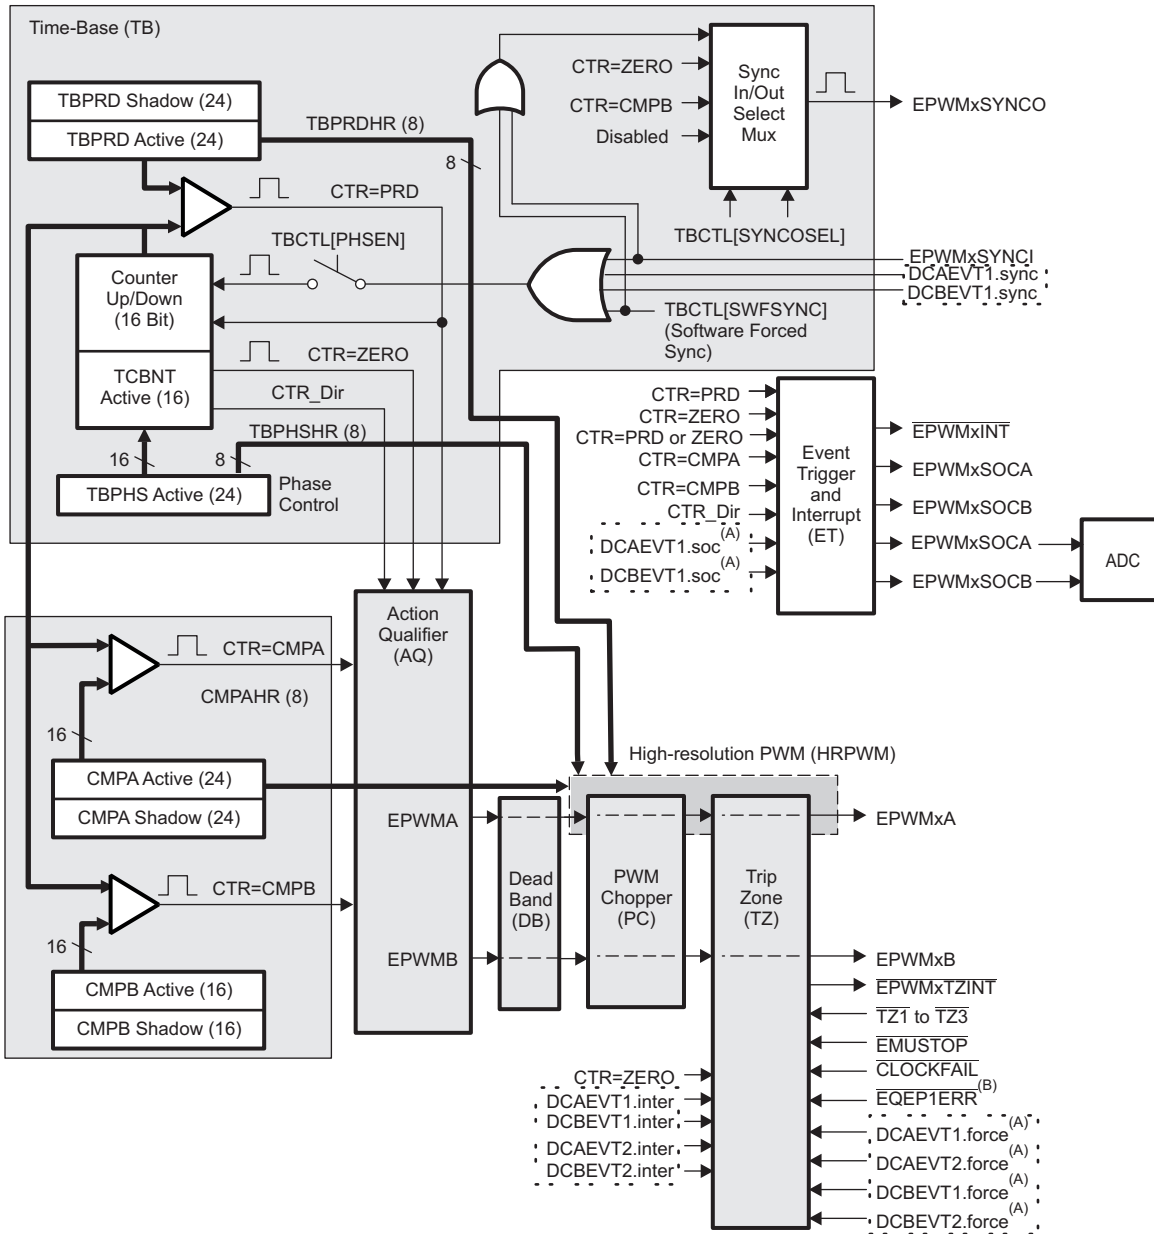 Time-Base (TB)
TBPRD Shadow (24)
TBPRD Active (24)
TBPRDHR (8)
8
CTR=PRD
TBCTL[PHSEN]
Counter
Up/Down
(16 Bit)
TCBNT
Active (16)
CTR=ZERO
CTR_Dir
TBPHSHR (8)
16
8
TBPHS Active (24)
Phase
Control
CTR=ZERO
CTR=CMPB
Disabled
Sync
In/Out
Select
Mux
EPWMxSYNCO
TBCTL[SYNCOSEL]
EPWMxSYNCI
DCAEVT1.sync
DCBEVT1.sync
TBCTL[SWFSYNC]
(Software Forced
Sync)
CTR=PRD
CTR=ZERO
CTR=PRD or ZERO
CTR=CMPA
CTR=CMPB
CTR_Dir
DCAEVT1.soc(A)
DCBEVT1.soc(A)
Event
Trigger
and
Interrupt
(ET)
EPWMxINT
EPWMxSOCA
EPWMxSOCB
EPWMxSOCA
EPWMxSOCB
ADC
Action
Qualifier
(AQ)
CTR=CMPA
CMPAHR (8)
16
CMPA Active (24)
CMPA Shadow (24)
CTR=CMPB
16
CMPB Active (16)
CMPB Shadow (16)
EPWMA
EPWMB
High-resolution PWM (HRPWM)
Dead
Band
(DB)
PWM
Chopper
(PC)
Trip
Zone
(TZ)
EPWMxA
EPWMxB
EPWMxTZINT
TZ1 to TZ3
EMUSTOP
CLOCKFAIL
EQEP1ERR(B)
DCAEVT1.force(A)
DCAEVT2.force(A)
DCBEVT1.force(A)
DCBEVT2.force(A)
CTR=ZERO
DCAEVT1.inter
DCBEVT1.inter
DCAEVT2.inter
DCBEVT2.inter